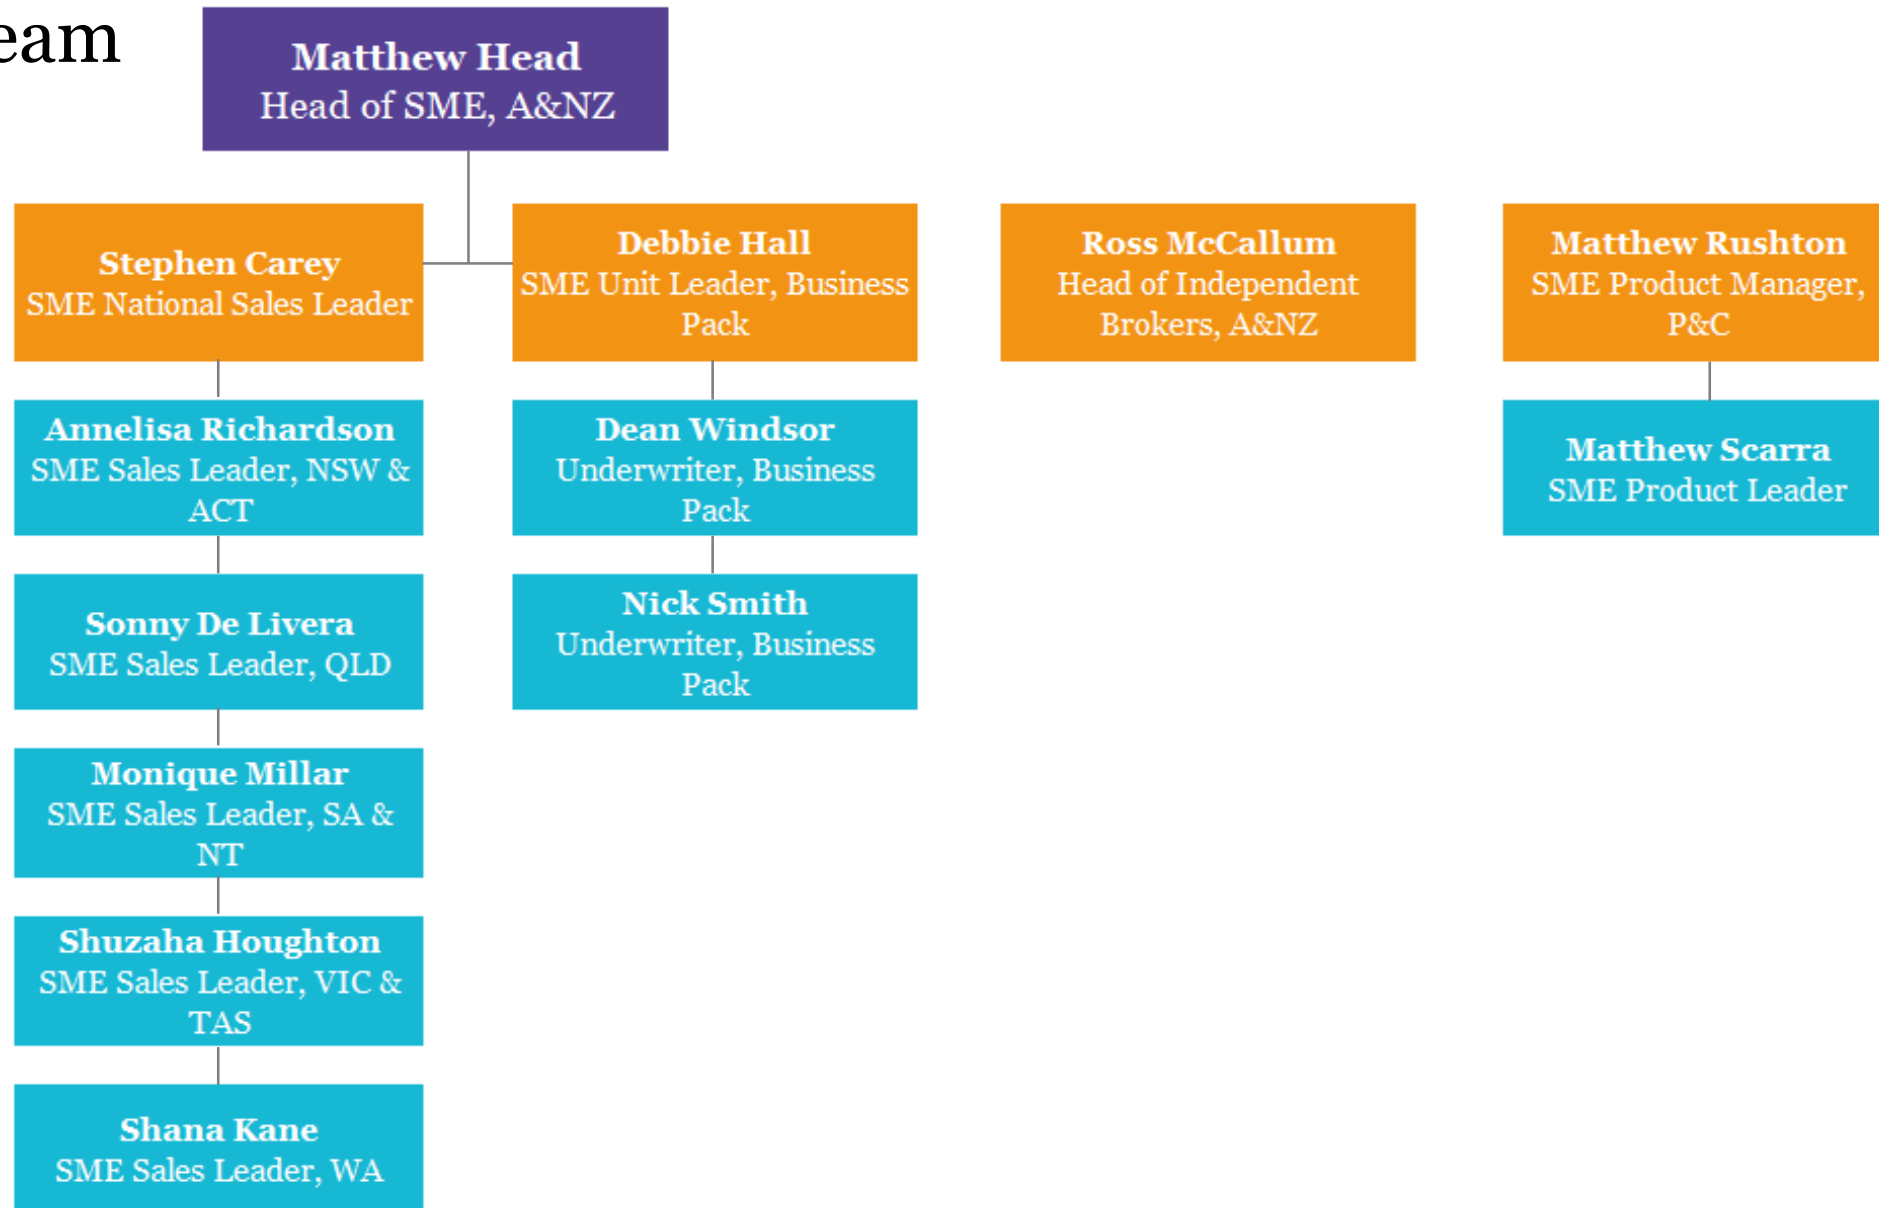 eam
Matthew Head
Head of SME, A&NZ
Stephen Carey
SME National Sales Leader
Debbie Hall
SME Unit Leader, Business
Pack
Ross McCallum
Head of Independent
Brokers, A&NZ
Matthew Rushton
SME Product Manager,
P&C
Annelisa Richardson
SME Sales Leader, NSW &
ACT
Dean Windsor
Underwriter, Business
Pack
Matthew Scarra
SME Product Leader
Sonny De Livera
SME Sales Leader, QLD
Nick Smith
Underwriter, Business
Pack
Monique Millar
SME Sales Leader, SA &
NT
Shuzaha Houghton
SME Sales Leader, VIC &
TAS
Shana Kane
SME Sales Leader, WA